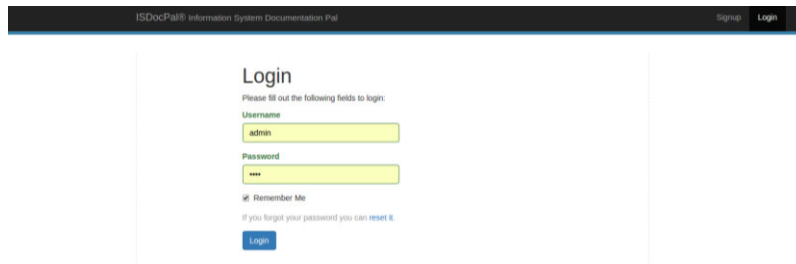 ISDocPal® Information System Documentation Pal Signup Login
Login
Please fill out the following fields to login:
Username
admin
Password
••••
Remember Me
If you forgot your password you can reset it.
Login